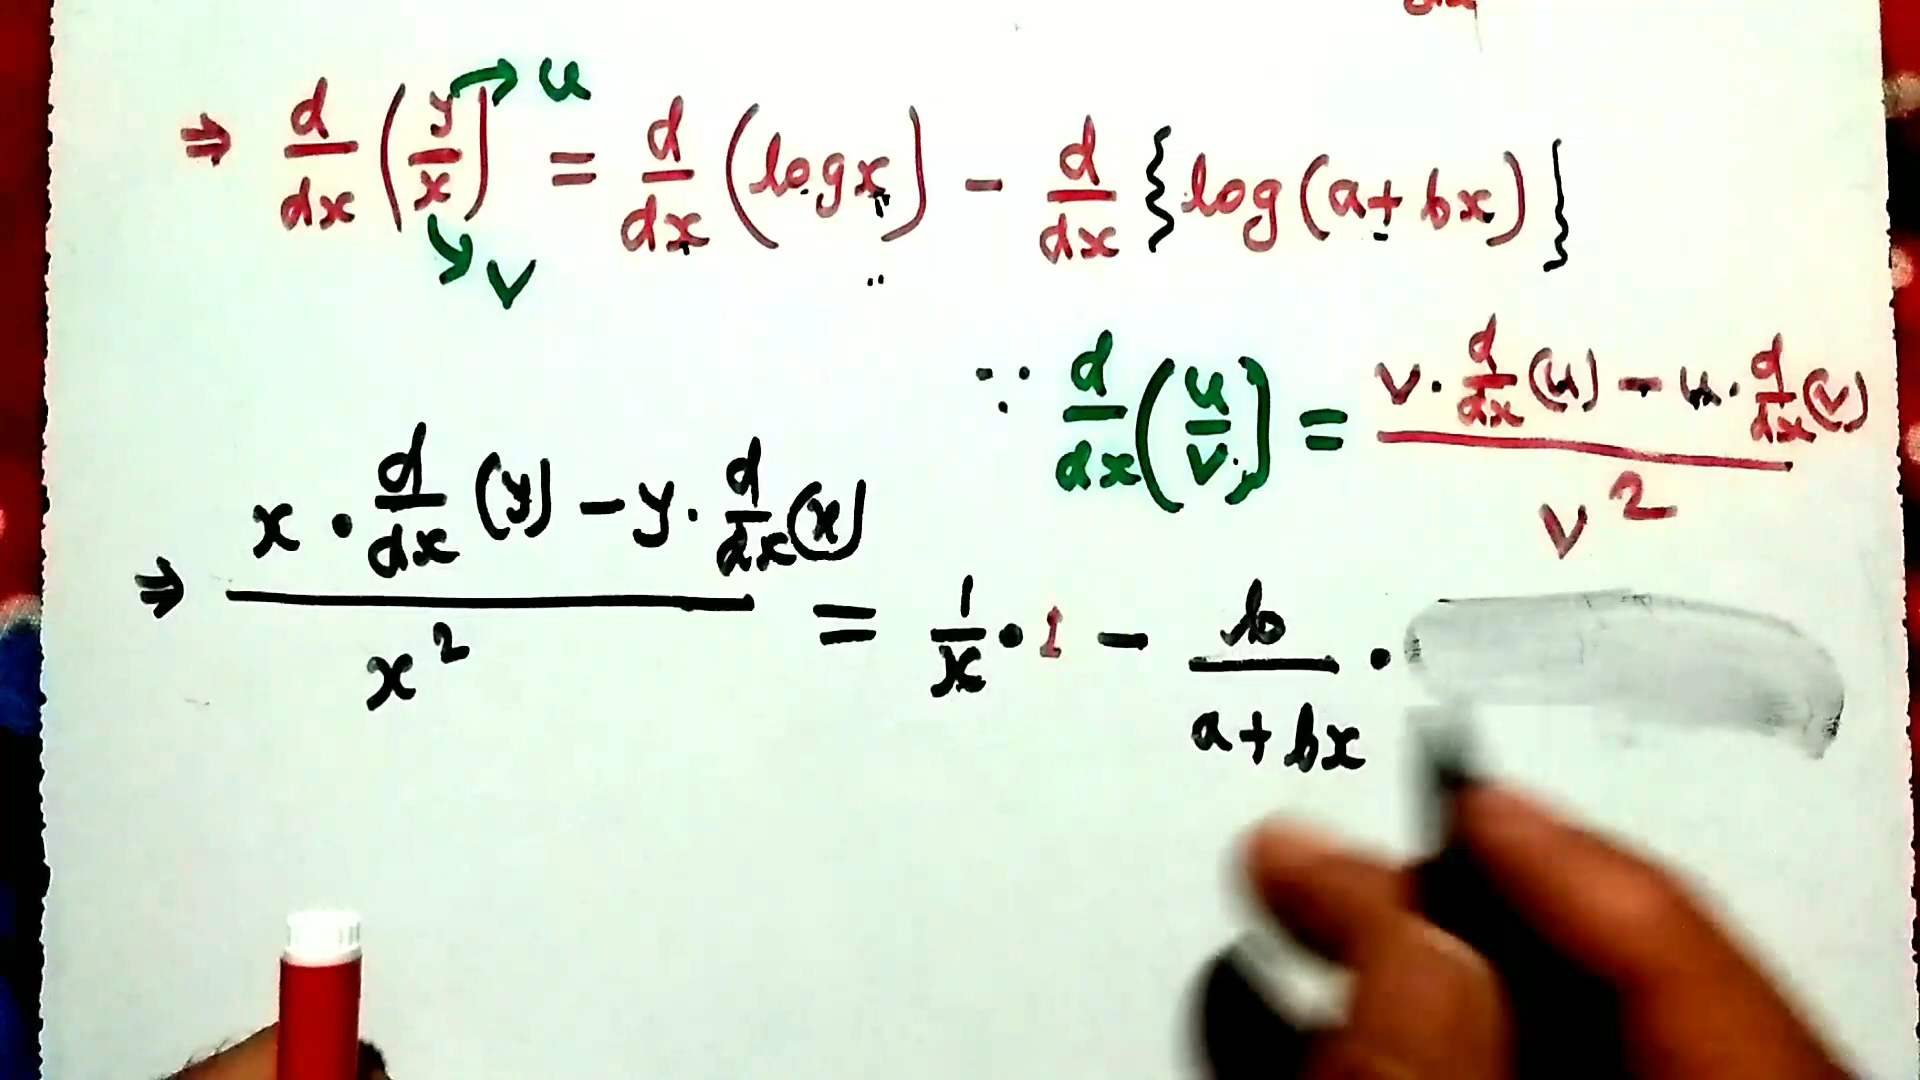 ⇒ d/dx (y/x) = d/dx (log x) - d/dx {log (a+bx)}
→ u
→ v
∵ d/dx (u/v) = (v · d/dx (u) - u · d/dx (v)) / v²
⇒ (x · d/dx (y) - y · d/dx (x)) / x² = 1/x · 1 - b/(a+bx) ·